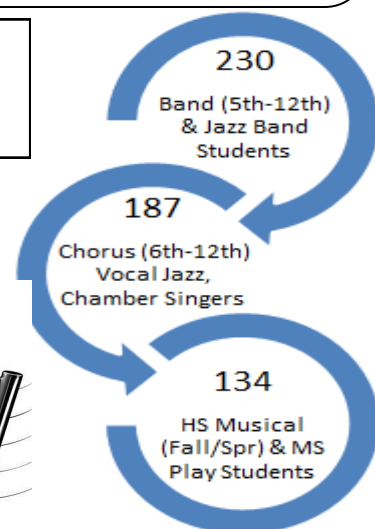 230
Band (5th-12th)
& Jazz Band
Students
187
Chorus (6th-12th)
Vocal Jazz,
Chamber Singers
134
HS Musical
(Fall/Spr) & MS
Play Students